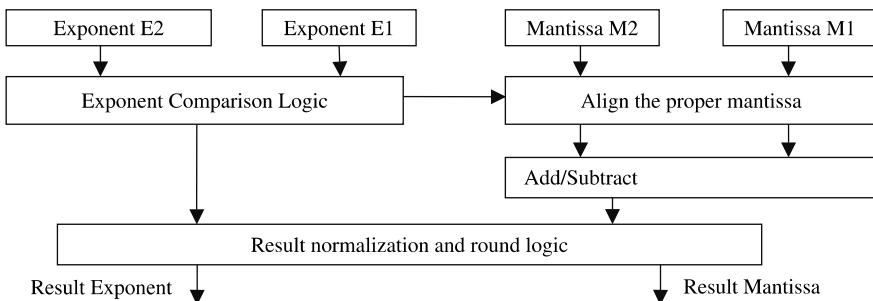 Exponent E2
Exponent E1
Mantissa M2
Mantissa M1
Exponent Comparison Logic
Align the proper mantissa
Add/Subtract
Result normalization and round logic
Result Exponent
Result Mantissa